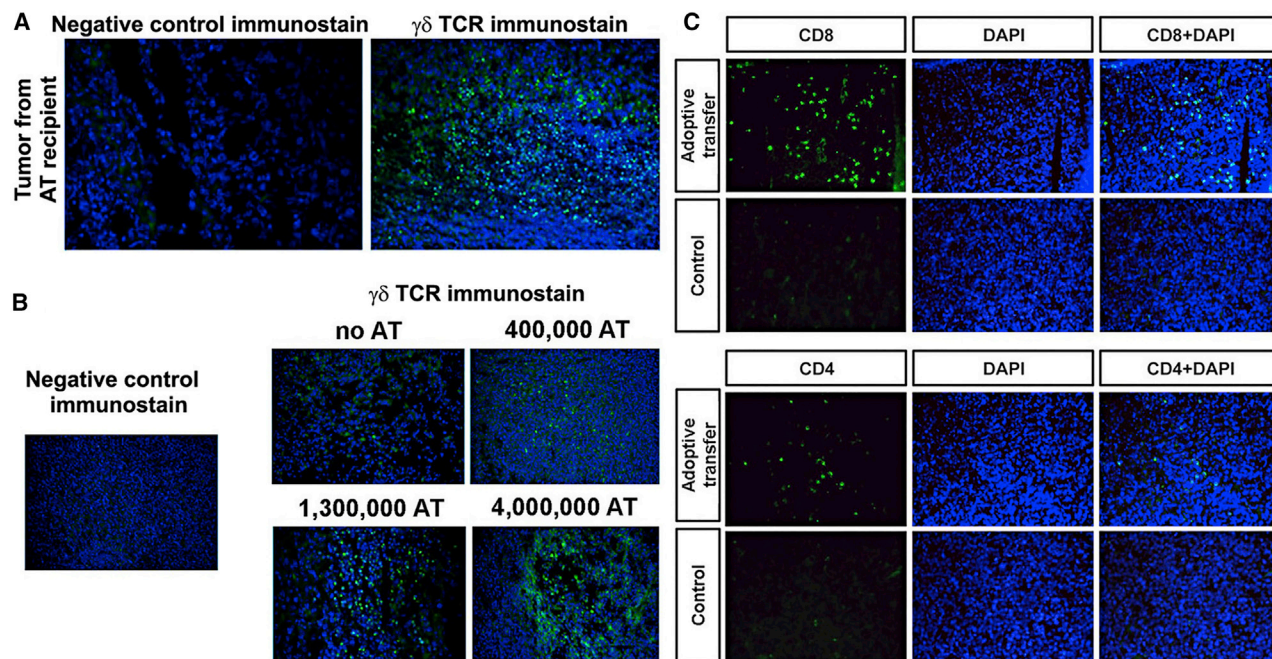 A
Negative control immunostain
γδ TCR immunostain
Tumor from
AT recipient
B
γδ TCR immunostain
no AT
400,000 AT
Negative control
immunostain
1,300,000 AT
4,000,000 AT
C
CD8
DAPI
CD8+DAPI
Adoptive
transfer
Control
CD4
DAPI
CD4+DAPI
Adoptive
transfer
Control